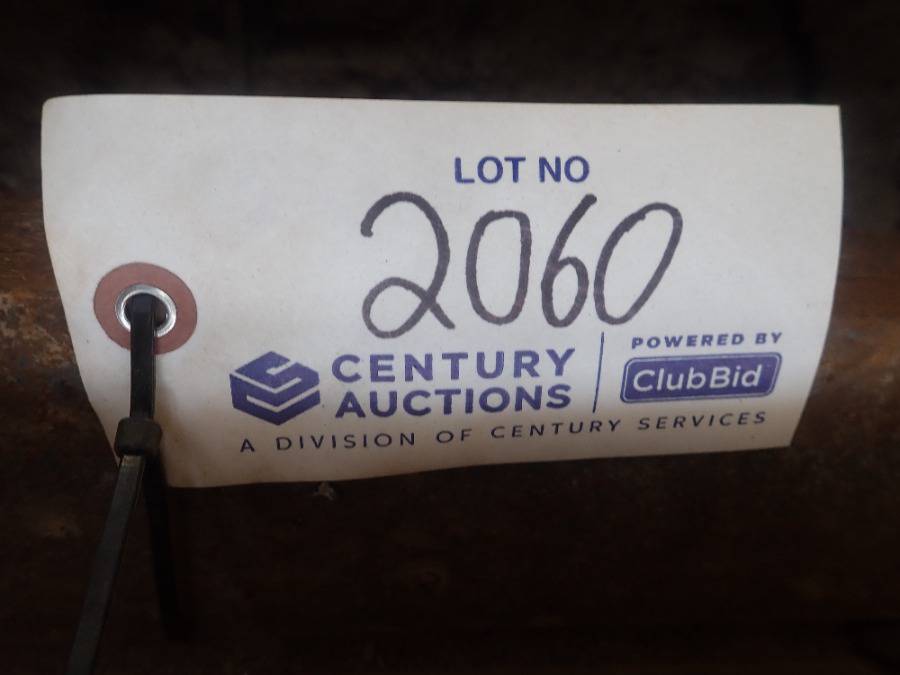 LOT NO
2060
CENTURY
AUCTIONS
POWERED BY
ClubBid
A DIVISION OF CENTURY SERVICES